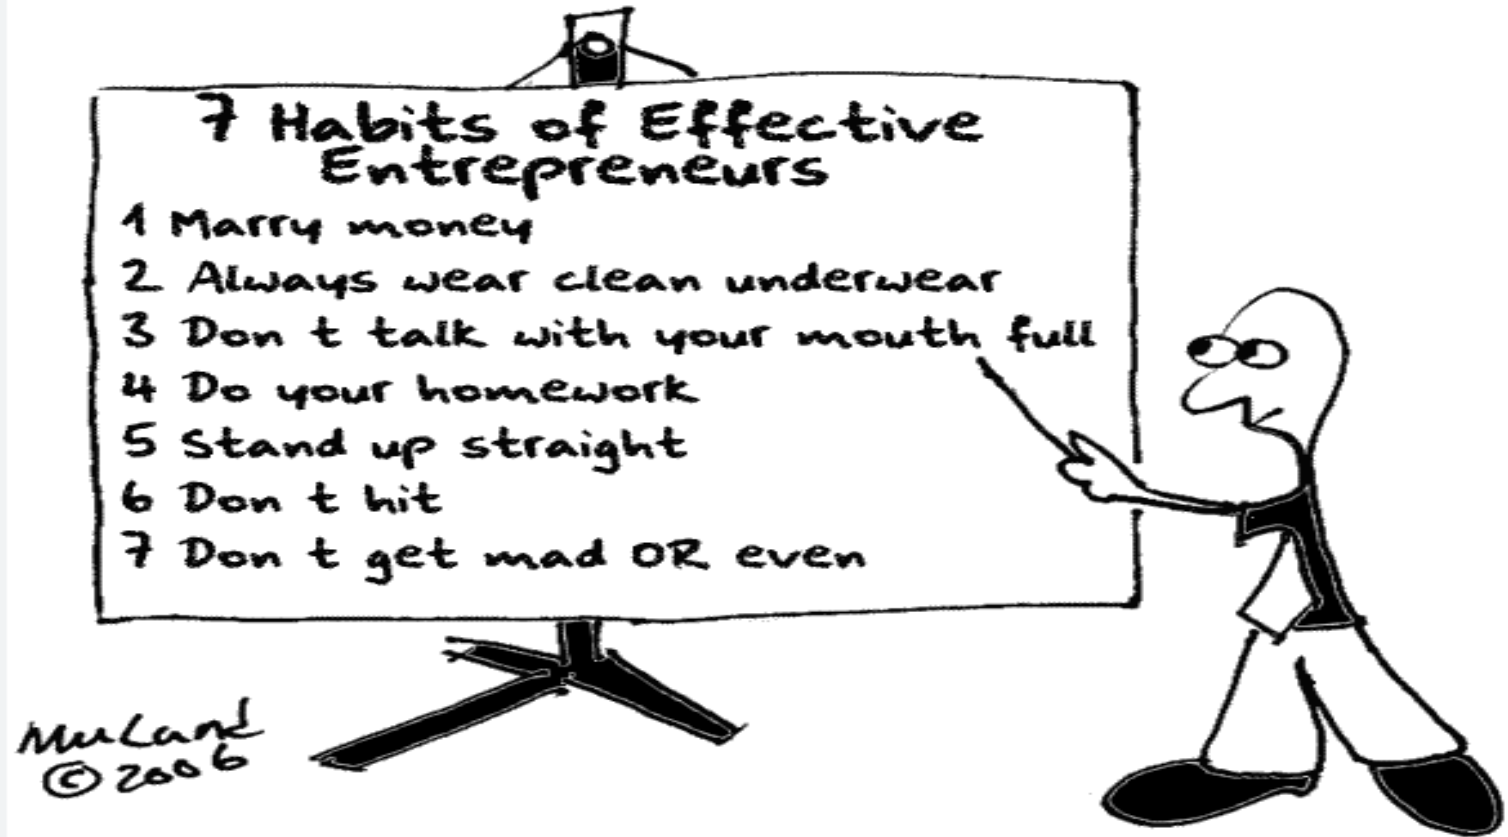 7 Habits of Effective
Entrepreneurs
1 Marry money
2 Always wear clean underwear
3 Don t talk with your mouth full
4 Do your homework
5 Stand up straight
6 Don t hit
7 Don t get mad OR even
© 2006